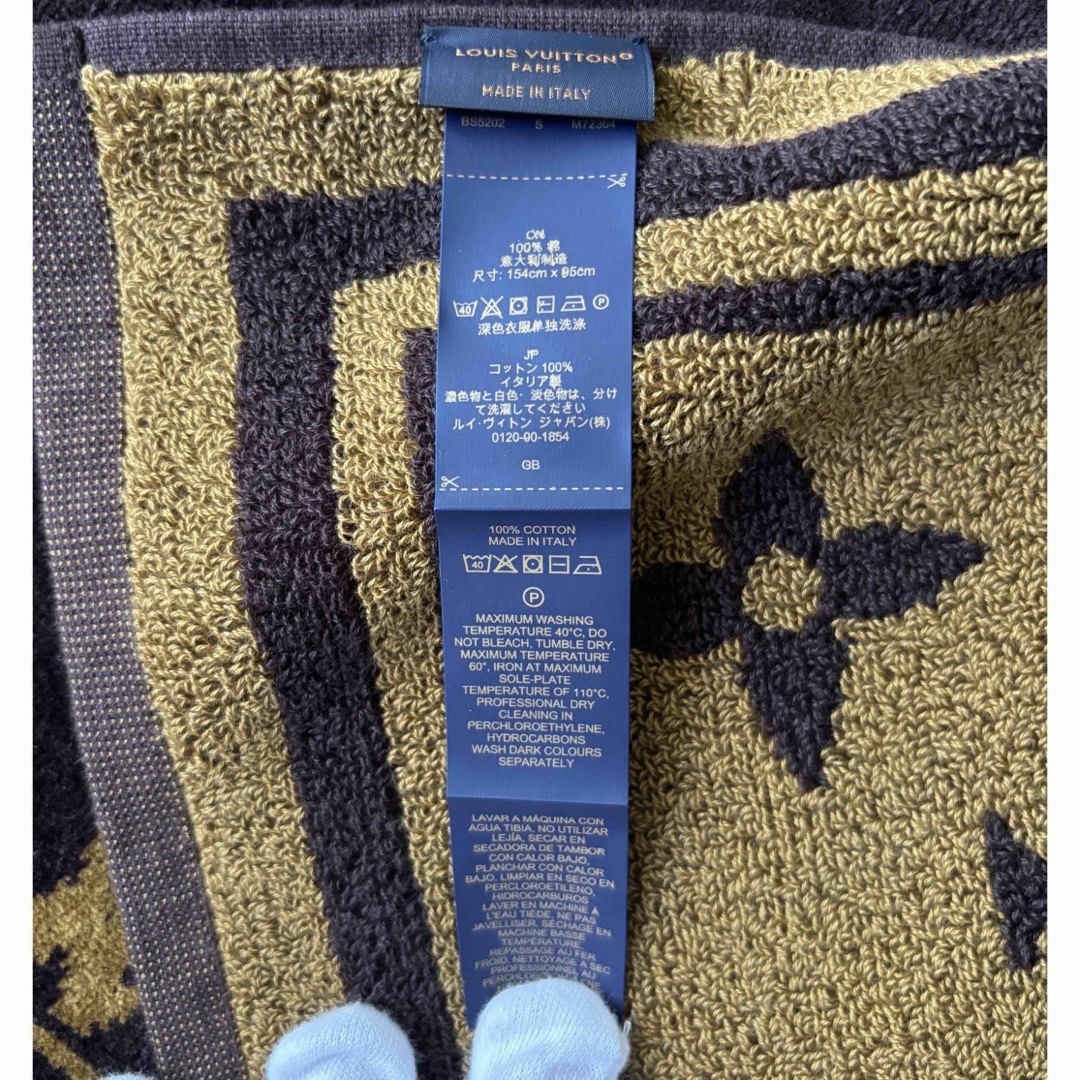 LOUIS VUITTON®
PARIS
MADE IN ITALY
BS5202 S M72364
CN
100% 棉
意大利制造
尺寸: 154cm x 95cm
40 P
深色衣服单独洗涤
JP
コットン 100%
イタリア製
濃色物と白色・淡色物は、分け
て洗濯してください
ルイ・ヴィトン ジャパン(株)
0120-90-1854
GB
100% COTTON
MADE IN ITALY
40
P
MAXIMUM WASHING
TEMPERATURE 40°C, DO
NOT BLEACH, TUMBLE DRY,
MAXIMUM TEMPERATURE
60°, IRON AT MAXIMUM
SOLE-PLATE
TEMPERATURE OF 110°C,
PROFESSIONAL DRY
CLEANING IN
PERCHLOROETHYLENE,
HYDROCARBONS
WASH DARK COLOURS
SEPARATELY
LAVAR A MÁQUINA CON
AGUA TIBIA, NO UTILIZAR
LEJÍA, SECAR EN
SECADORA DE TAMBOR
CON CALOR BAJO,
PLANCHAR CON CALOR
BAJO, LIMPIAR EN SECO EN
PERCLOROETILENO,
HIDROCARBUROS
LAVER EN MACHINE À
L'EAU TIÈDE, NE PAS
JAVELLISER, SÉCHAGE EN
MACHINE BASSE
TEMPÉRATURE
REPASSAGE AU FER
FROID, NETTOYAGE A SEC
PROFESSIONNEL AU